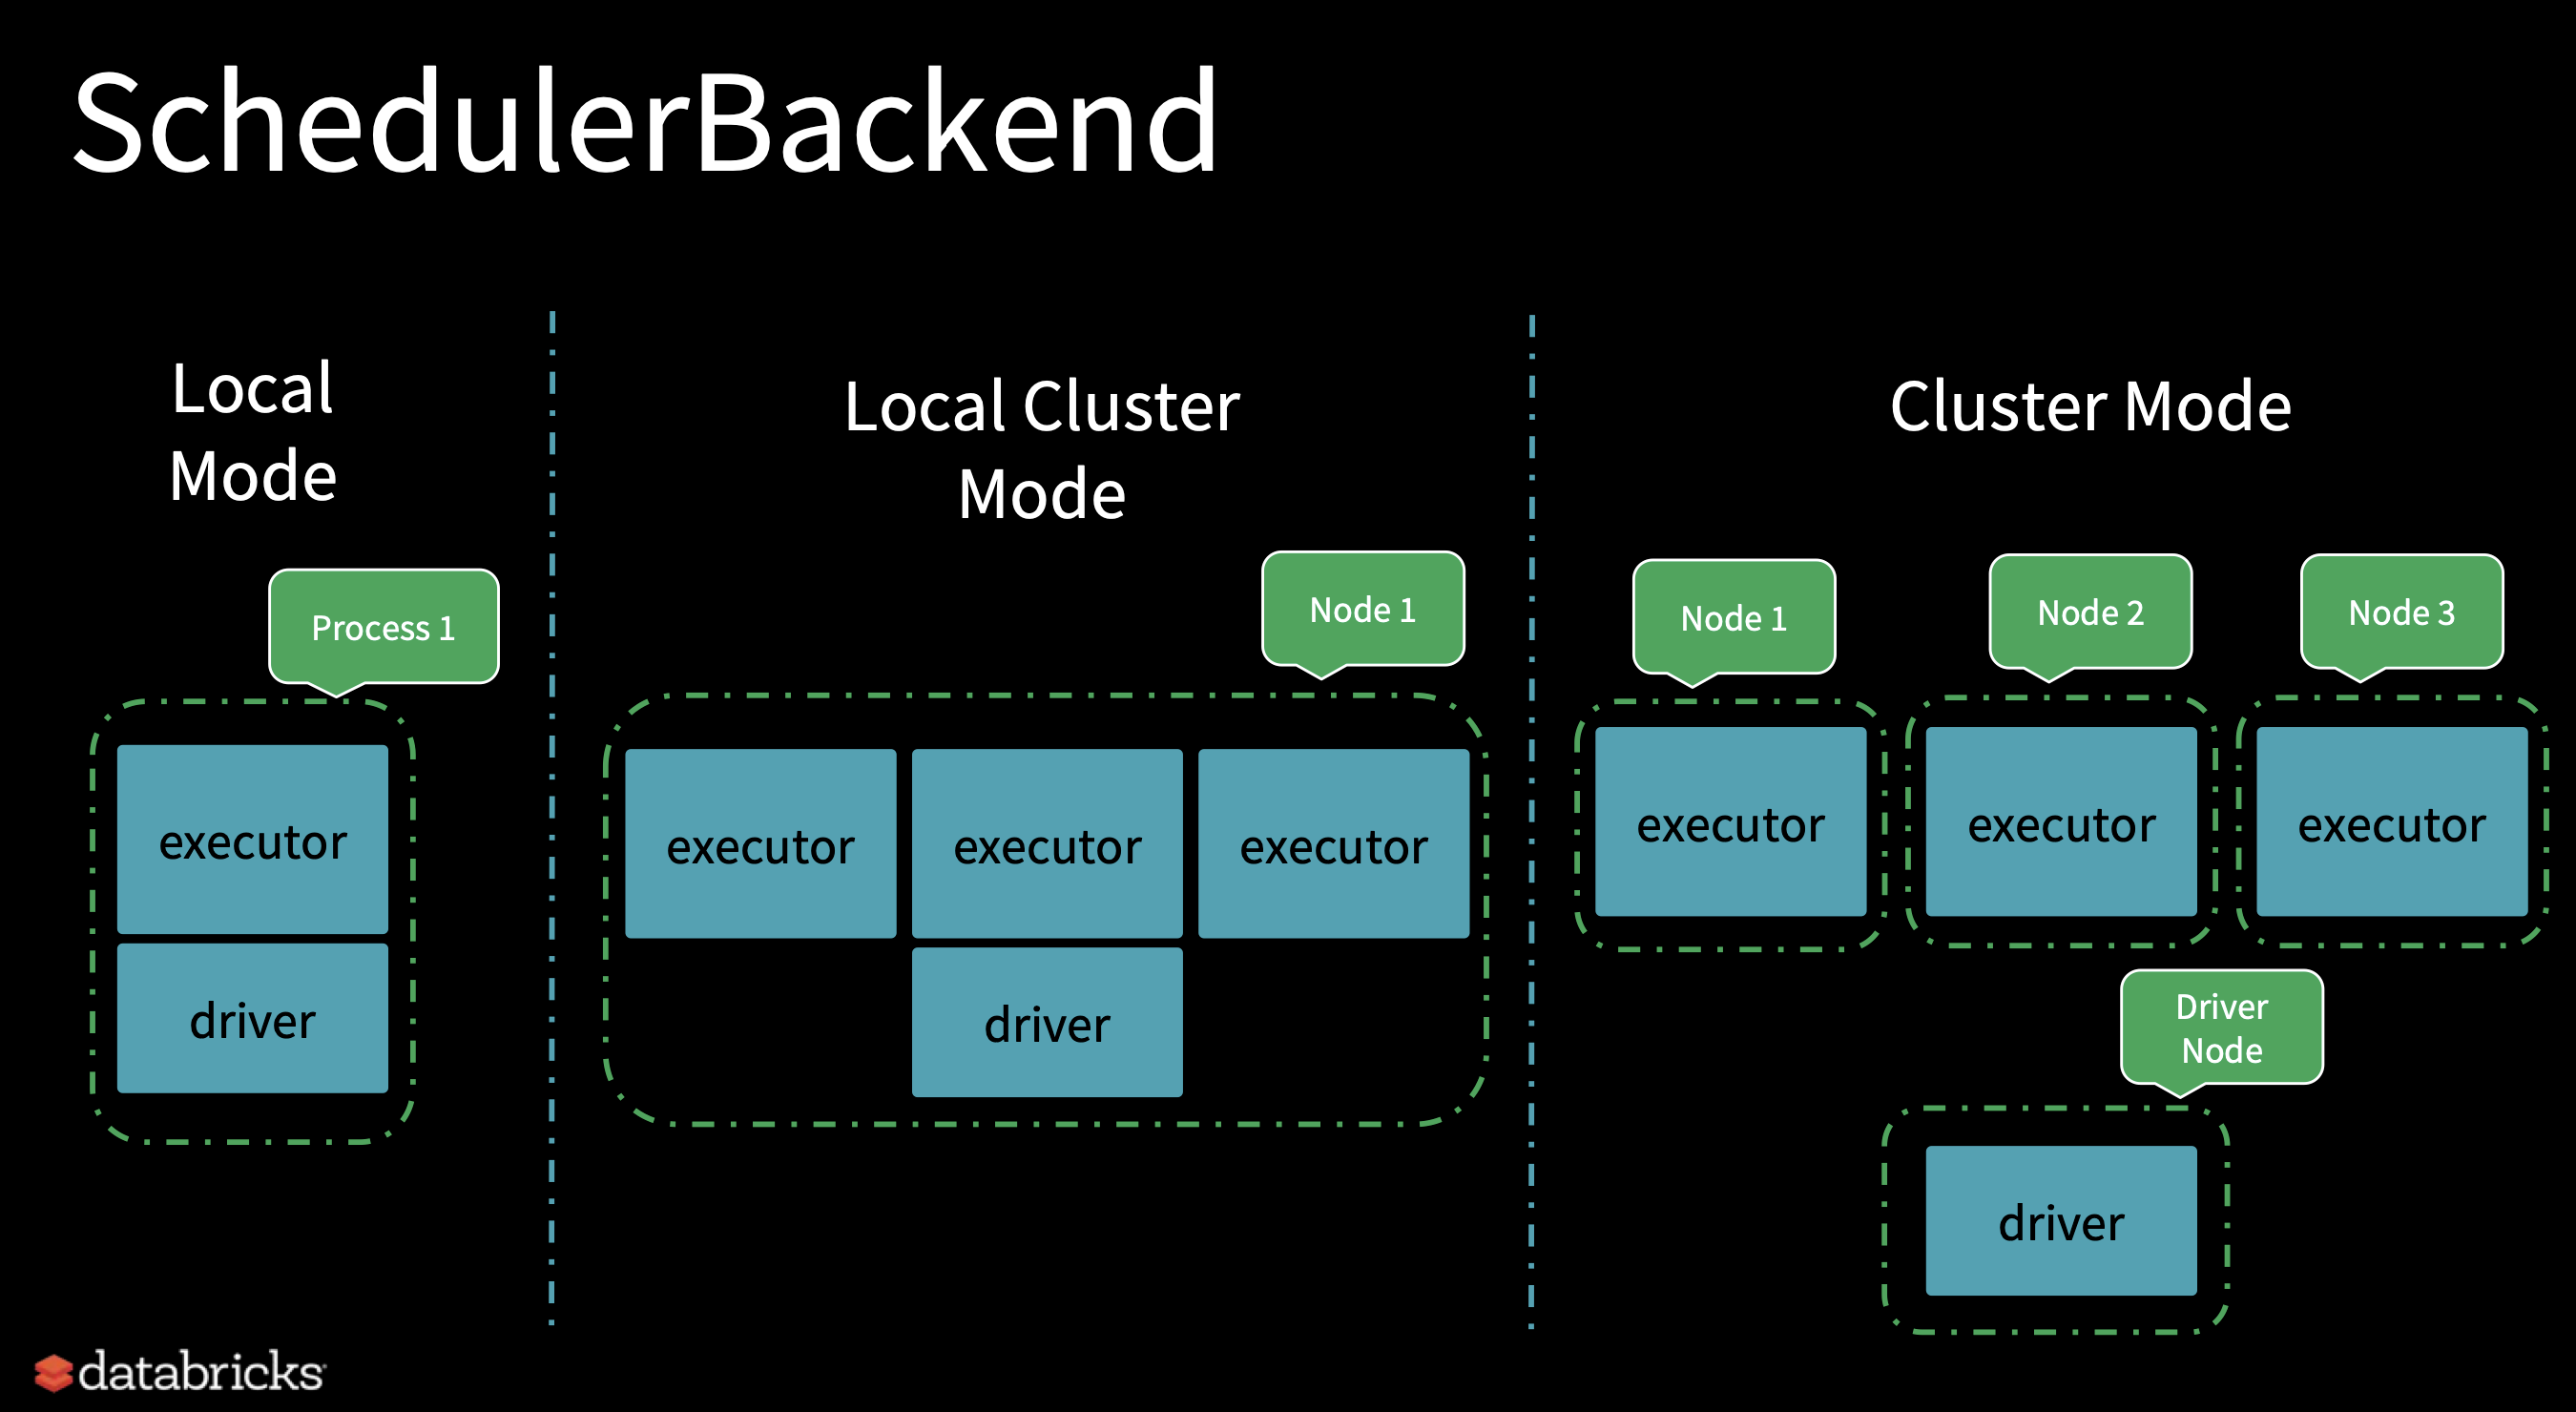 SchedulerBackend
Local
Mode
Process 1
executor
driver
Local Cluster
Mode
Node 1
executor executor executor
driver
Cluster Mode
Node 1 Node 2 Node 3
executor executor executor
Driver
Node
driver
databricks